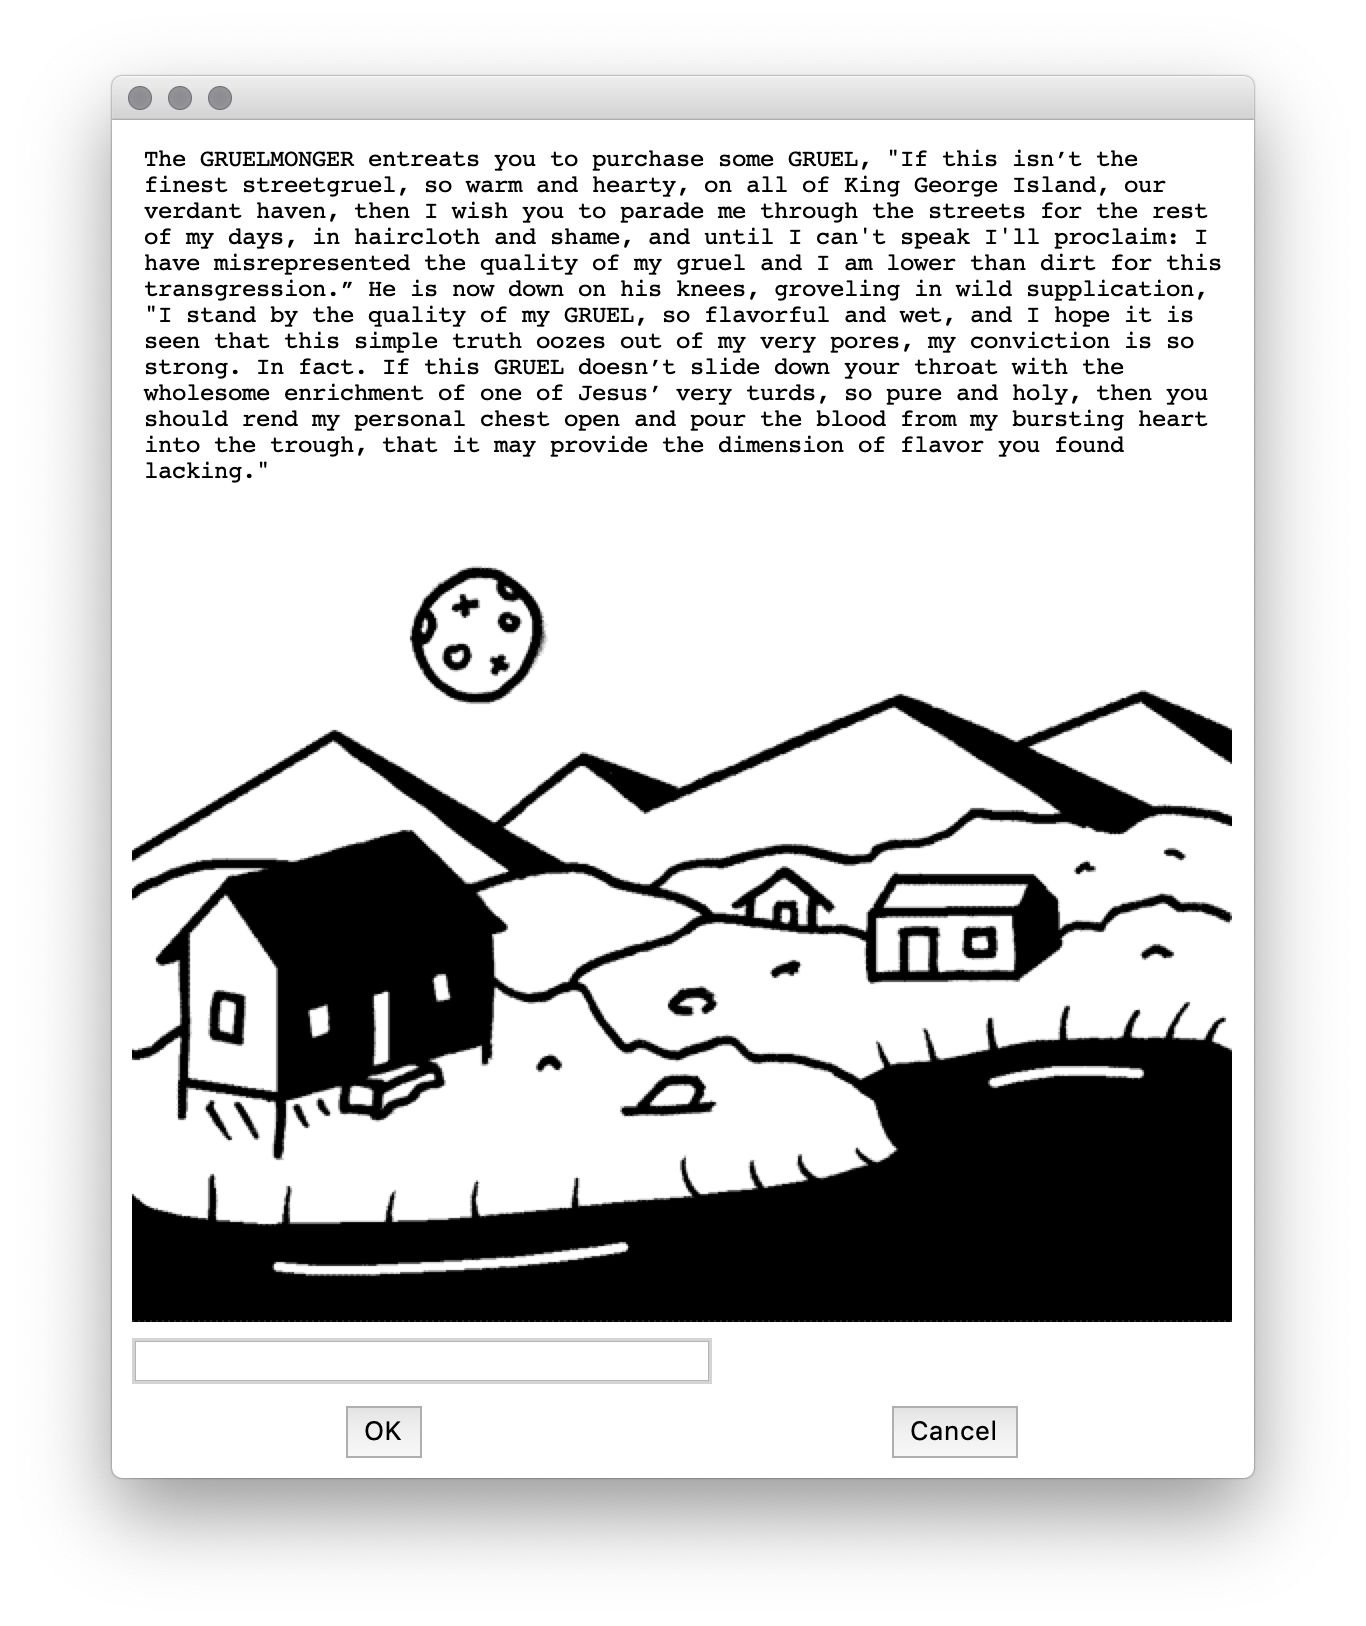 The GRUELMONGER entreats you to purchase some GRUEL, "If this isn’t the
finest streetgruel, so warm and hearty, on all of King George Island, our
verdant haven, then I wish you to parade me through the streets for the rest
of my days, in haircloth and shame, and until I can't speak I'll proclaim: I
have misrepresented the quality of my gruel and I am lower than dirt for this
transgression.” He is now down on his knees, groveling in wild supplication,
"I stand by the quality of my GRUEL, so flavorful and wet, and I hope it is
seen that this simple truth oozes out of my very pores, my conviction is so
strong. In fact. If this GRUEL doesn’t slide down your throat with the
wholesome enrichment of one of Jesus’ very turds, so pure and holy, then you
should rend my personal chest open and pour the blood from my bursting heart
into the trough, that it may provide the dimension of flavor you found
lacking."
OK
Cancel